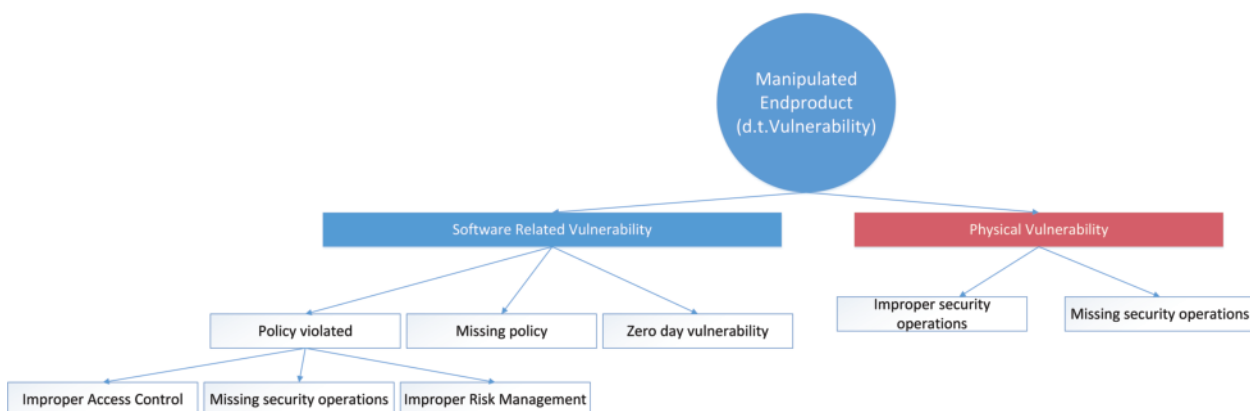 Manipulated
Endproduct
(d.t.Vulnerability)
Software Related Vulnerability
Physical Vulnerability
Improper security
operations
Missing security operations
Policy violated
Missing policy
Zero day vulnerability
Improper Access Control
Missing security operations
Improper Risk Management